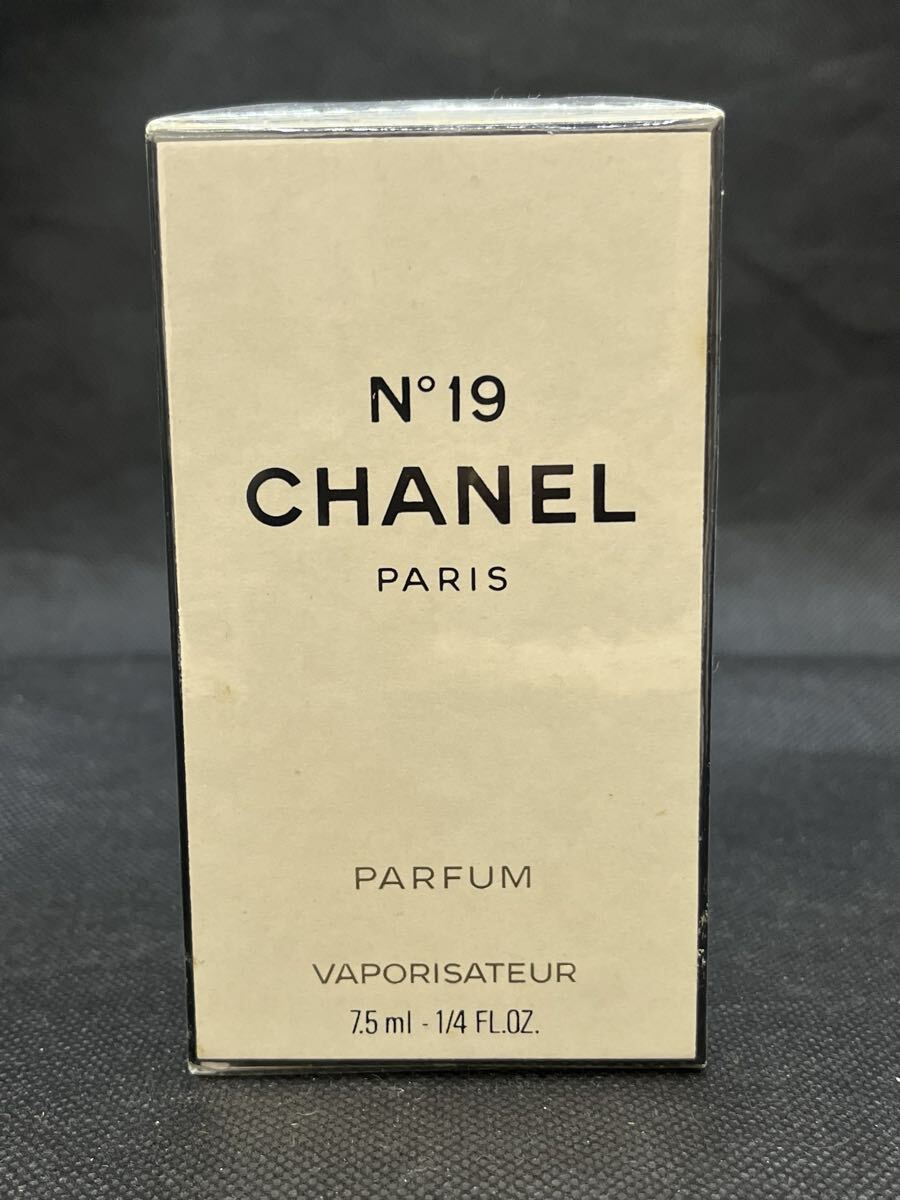 N°19
CHANEL
PARIS
PARFUM
VAPORISATEUR
7.5 ml - 1/4 FL.OZ.